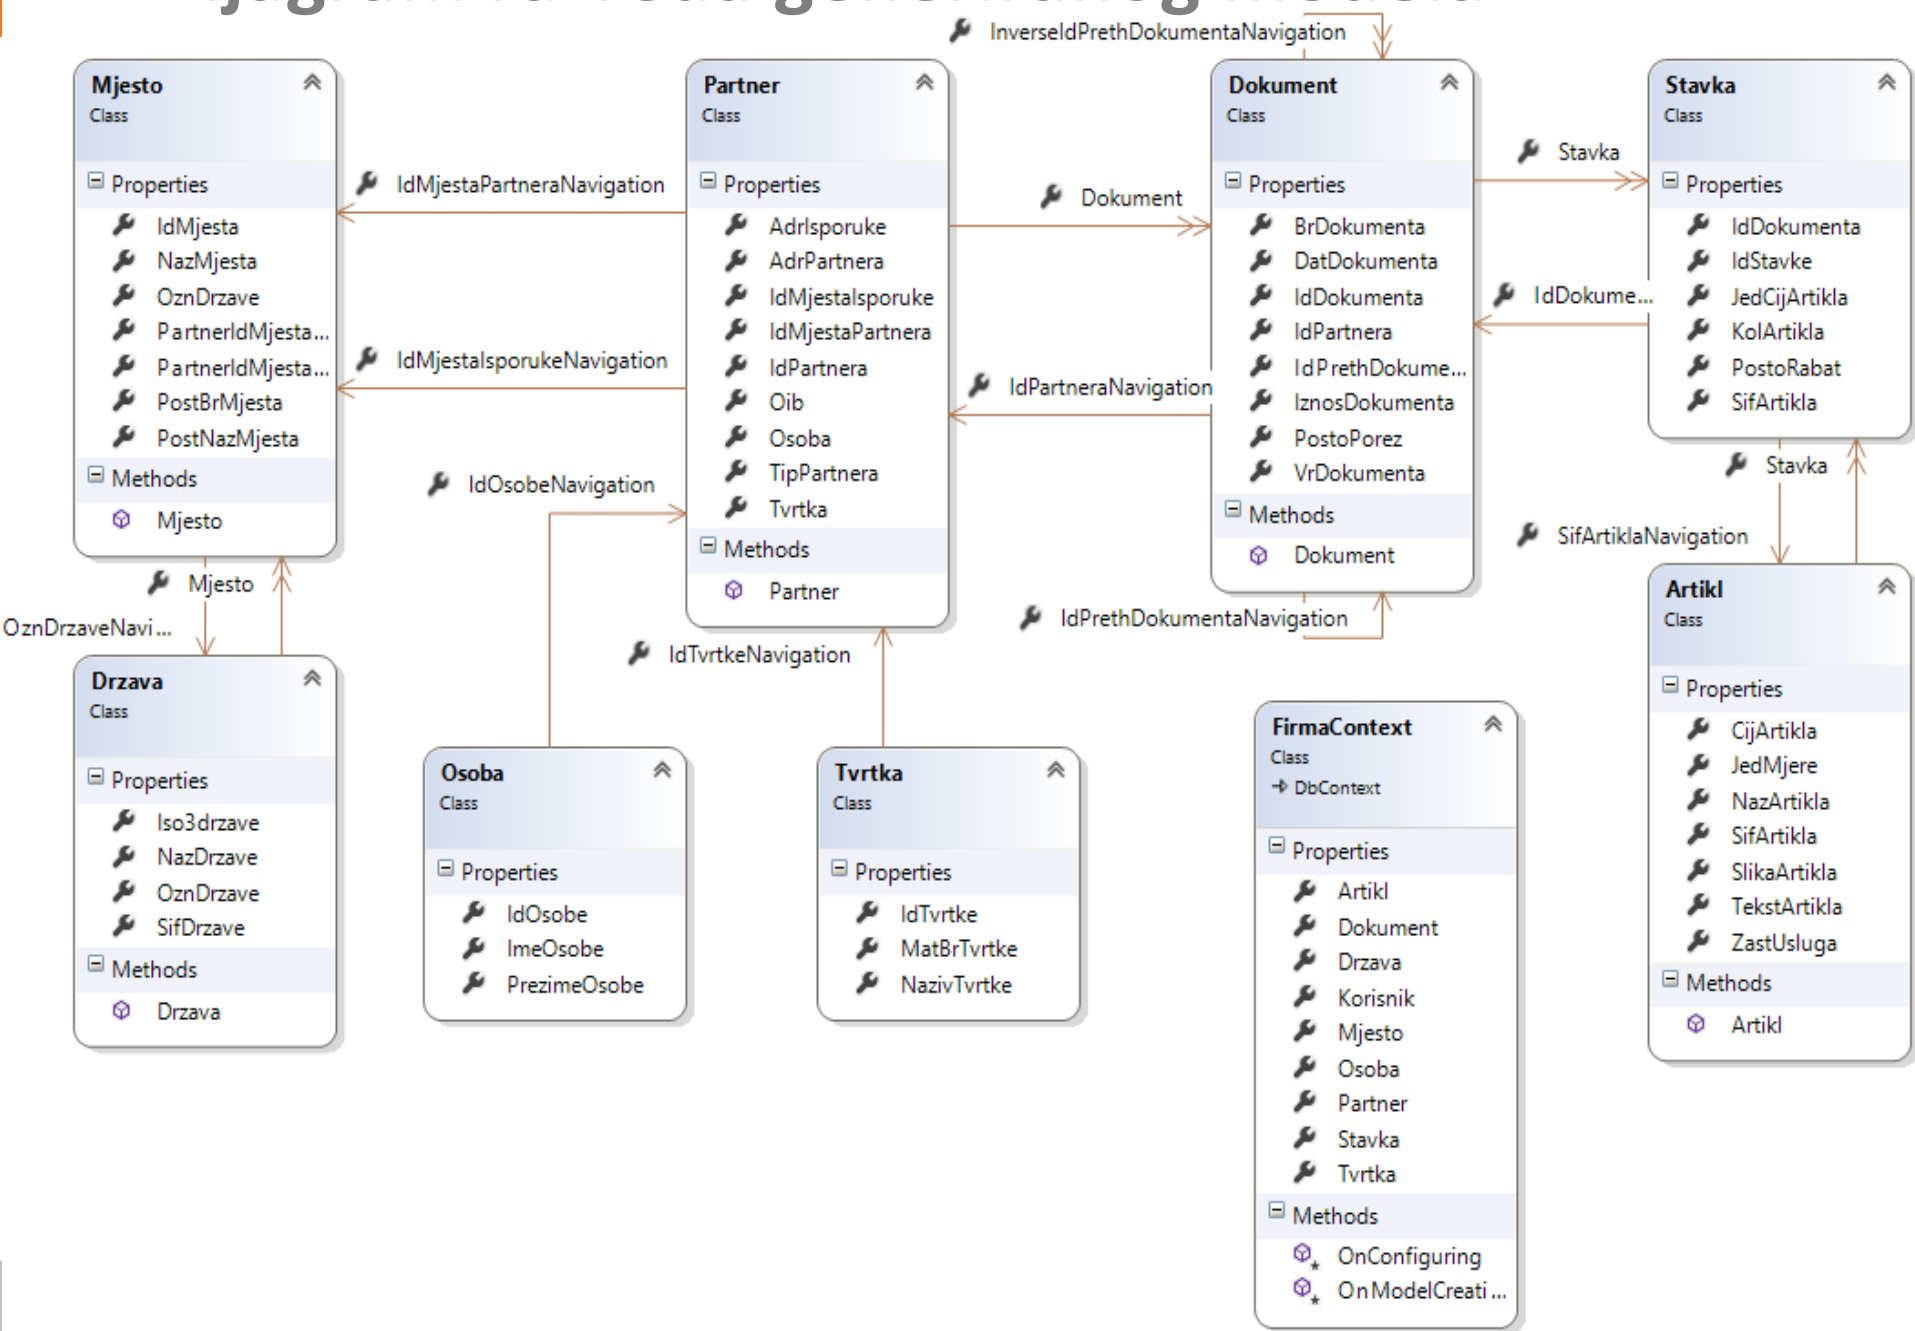 InverseIdPrethDokumentaNavigation
Mjesto
Class
Properties
IdMjesta
NazMjesta
OznDrzave
PartnerIdMjesta...
PartnerIdMjesta...
PostBrMjesta
PostNazMjesta
Methods
Mjesto
IdMjestaPartneraNavigation
IdMjestaIsporukeNavigation
Partner
Class
Properties
AdrIsporuke
AdrPartnera
IdMjestaIsporuke
IdMjestaPartnera
IdPartnera
Oib
Osoba
TipPartnera
Tvrtka
Methods
Partner
Dokument
IdPartneraNavigation
Dokument
Class
Properties
BrDokumenta
DatDokumenta
IdDokumenta
IdPartnera
IdPrethDokume...
IznosDokumenta
PostoPorez
VrDokumenta
Methods
Dokument
Stavka
IdDokume...
Stavka
Class
Properties
IdDokumenta
IdStavke
JedCijArtikla
KolArtikla
PostoRabat
SifArtikla
Stavka
SifArtiklaNavigation
IdOsobeNavigation
IdTvrtkeNavigation
IdPrethDokumentaNavigation
Mjesto
OznDrzaveNavi...
Drzava
Class
Properties
Iso3drzave
NazDrzave
OznDrzave
SifDrzave
Methods
Drzava
Osoba
Class
Properties
IdOsobe
ImeOsobe
PrezimeOsobe
Tvrtka
Class
Properties
IdTvrtke
MatBrTvrtke
NazivTvrtke
FirmaContext
Class
DbContext
Properties
Artikl
Dokument
Drzava
Korisnik
Mjesto
Osoba
Partner
Stavka
Tvrtka
Methods
OnConfiguring
OnModelCreati...
Artikl
Class
Properties
CijArtikla
JedMjere
NazArtikla
SifArtikla
SlikaArtikla
TekstArtikla
ZastUsluga
Methods
Artikl